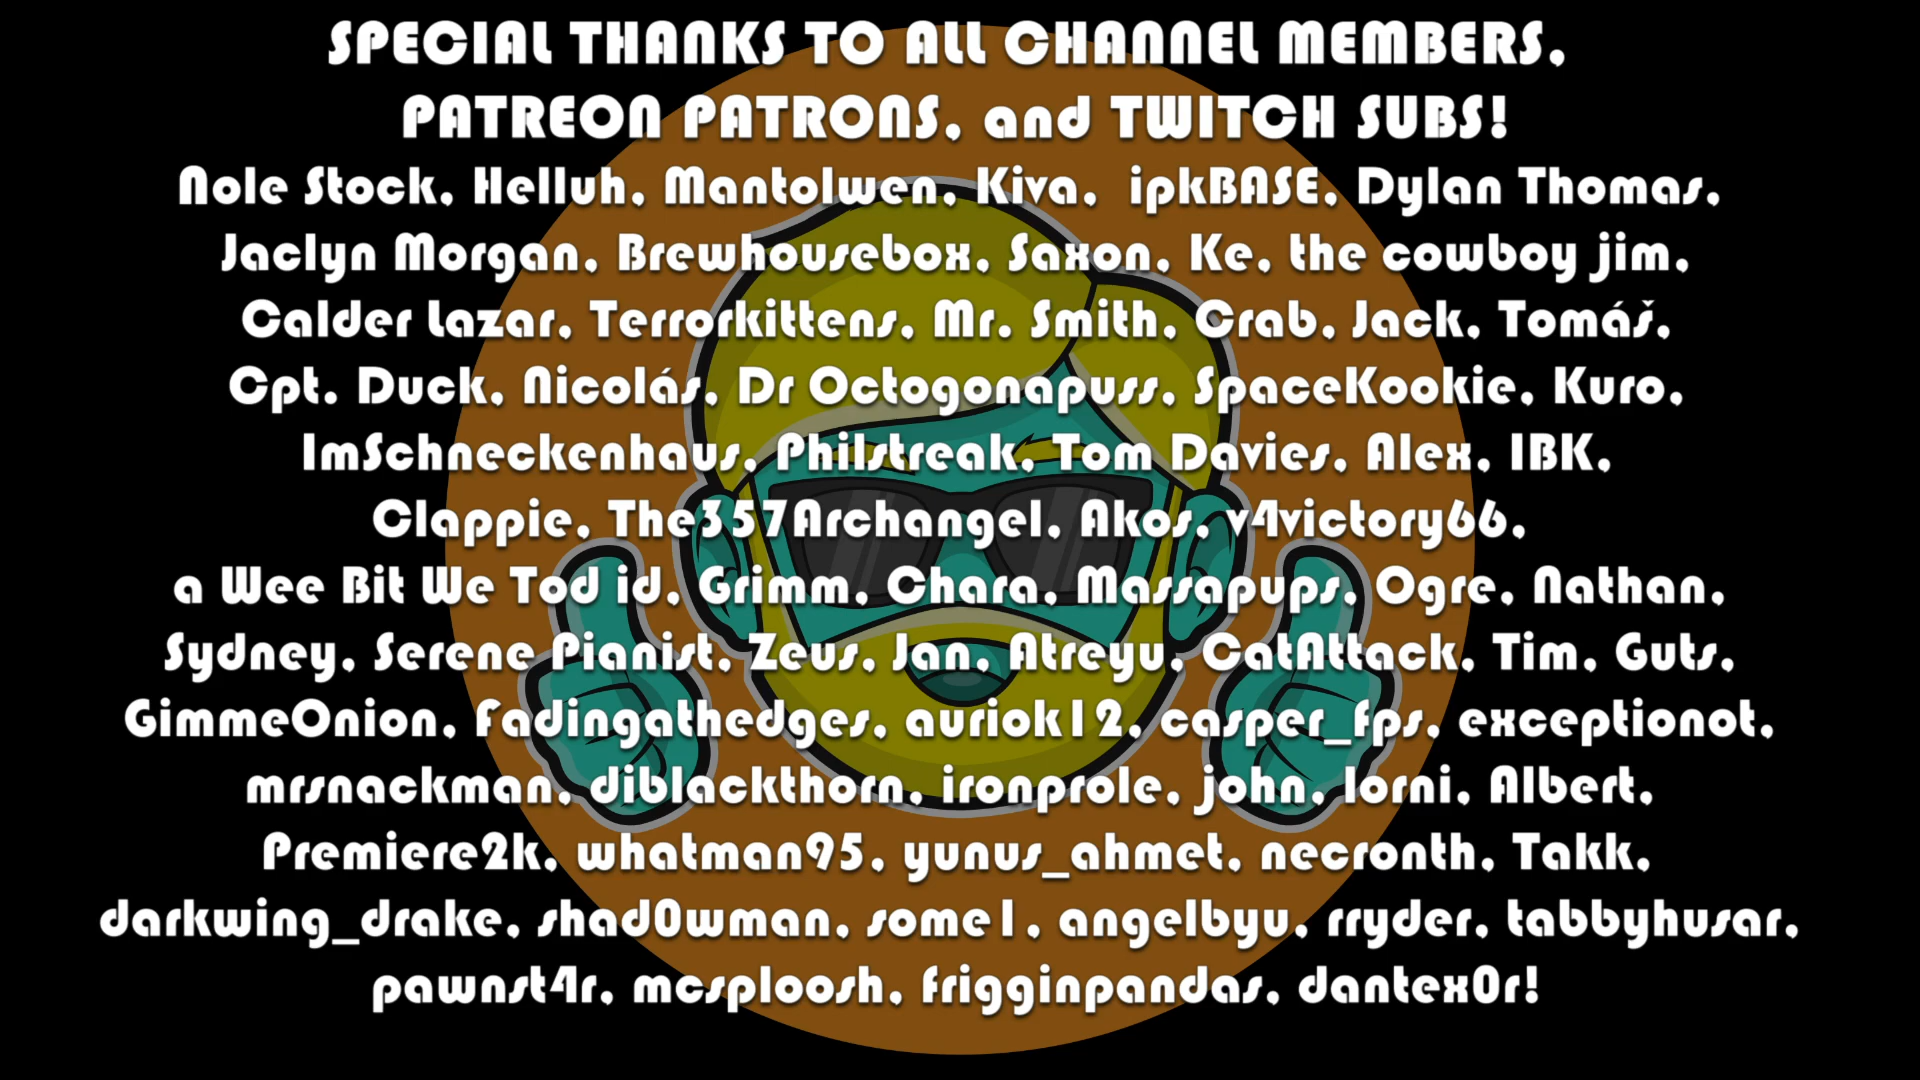 SPECIAL THANKS TO ALL CHANNEL MEMBERS,
PATREON PATRONS, and TWITCH SUBS!
Nole Stock, Helluh, Mantolwen, Kiva, ipkBASE, Dylan Thomas,
Jaclyn Morgan, Brewhousebox, Saxon, Ke, the cowboy jim,
Calder Lazar, Terrorkittens, Mr. Smith, Crab, Jack, Tomáš,
Cpt. Duck, Nicolás, Dr Octogonapuss, SpaceKookie, Kuro,
ImSchneckenhaus, Philstreak, Tom Davies, Alex, IBK,
Clappie, The357Archangel, Akos, v4victory66,
a Wee Bit We Tod id, Grimm, Chara, Massapups, Ogre, Nathan,
Sydney, Serene Pianist, Zeus, Jan, Atreyu, CatAttack, Tim, Guts,
GimmeOnion, Fadingathedges, auriok12, casper_fps, exceptionot,
mrsnackman, diblackthorn, ironprole, john, lorni, Albert,
Premiere2k, whatman95, yunus_ahmet, necronth, Takk,
darkwing_drake, shad0wman, some1, angelbyu, rryder, tabbyhusar,
pawnst4r, mcsploosh, frigginpandas, dantex0r!